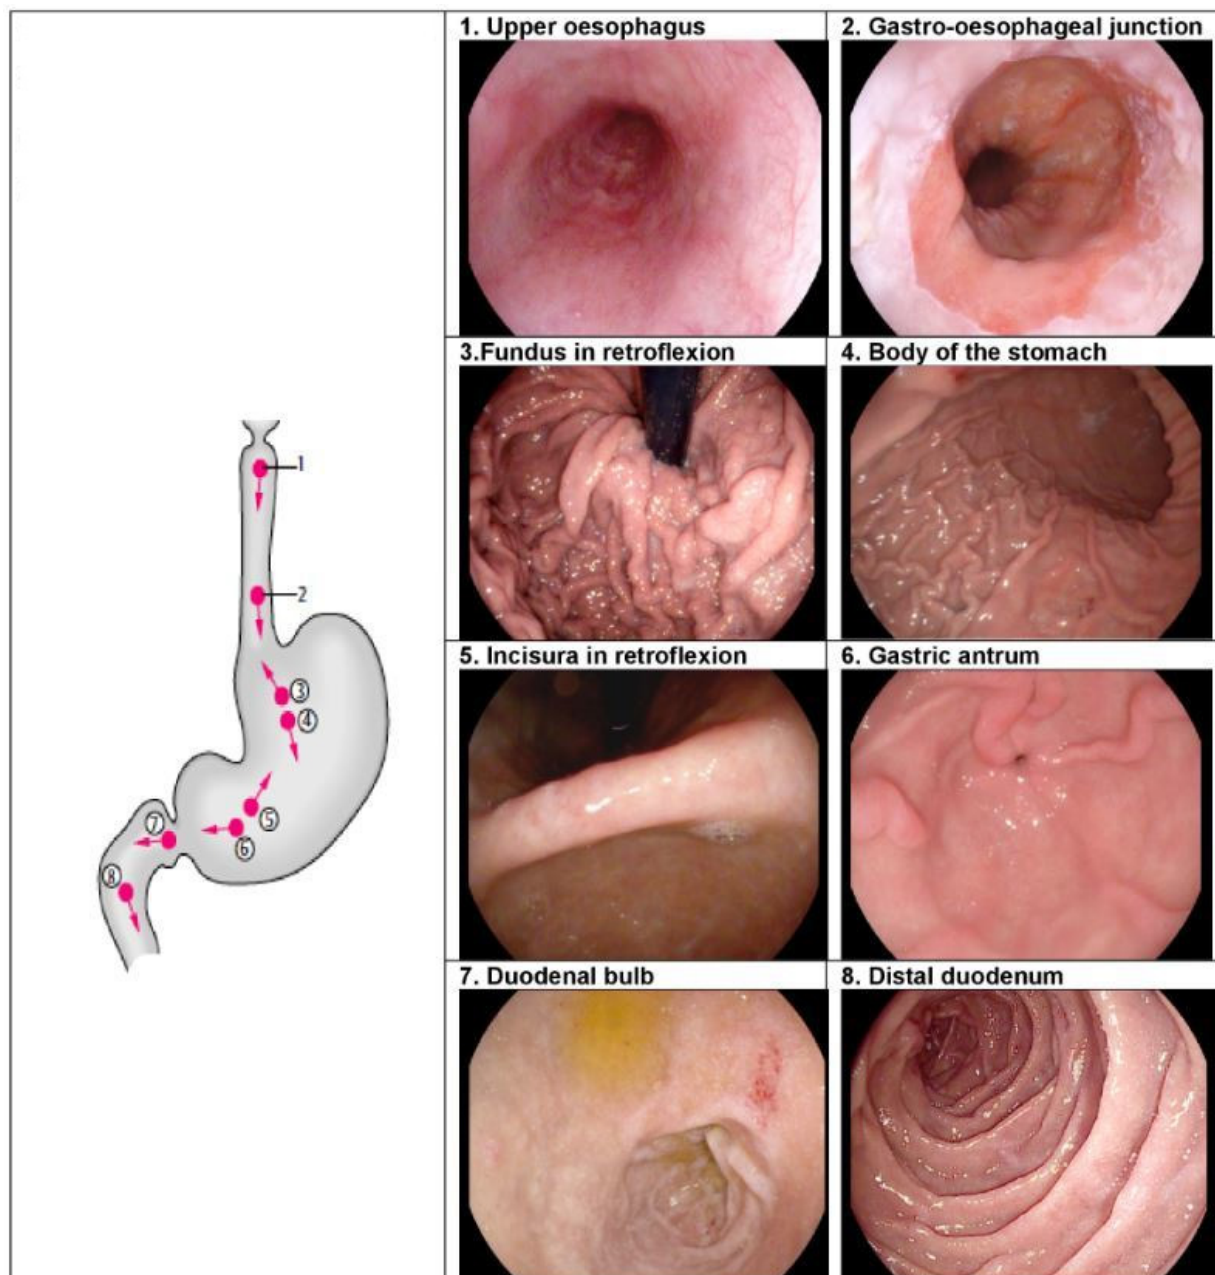 1. Upper oesophagus
2. Gastro-oesophageal junction
3.Fundus in retroflexion
4. Body of the stomach
5. Incisura in retroflexion
6. Gastric antrum
7. Duodenal bulb
8. Distal duodenum
1
2
3
4
5
6
7
8